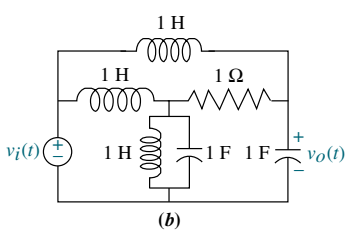 1 H
1 H 1 Ω
vi(t) + − 1 H 1 F 1 F + − vo(t)
(b)